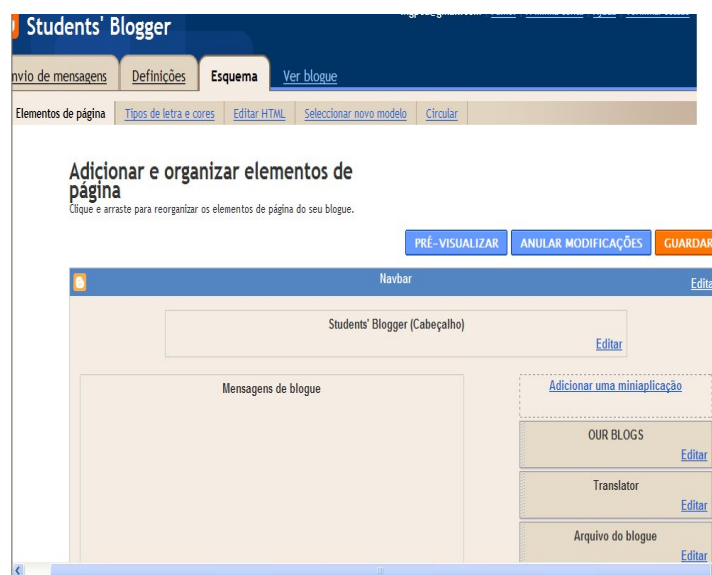 Students' Blogger
nvio de mensagens Definições Esquema Ver blogue
Elementos de página Tipos de letra e cores Editar HTML Seleccionar novo modelo Circular
Adicionar e organizar elementos de
página
Clique e arraste para reorganizar os elementos de página do seu blogue.
PRÉ-VISUALIZAR ANULAR MODIFICAÇÕES GUARDAR
Navbar
Edita
Students' Blogger (Cabeçalho)
Editar
Mensagens de blogue
Adicionar uma miniaplicação
OUR BLOGS
Editar
Translator
Editar
Arquivo do blogue
Editar